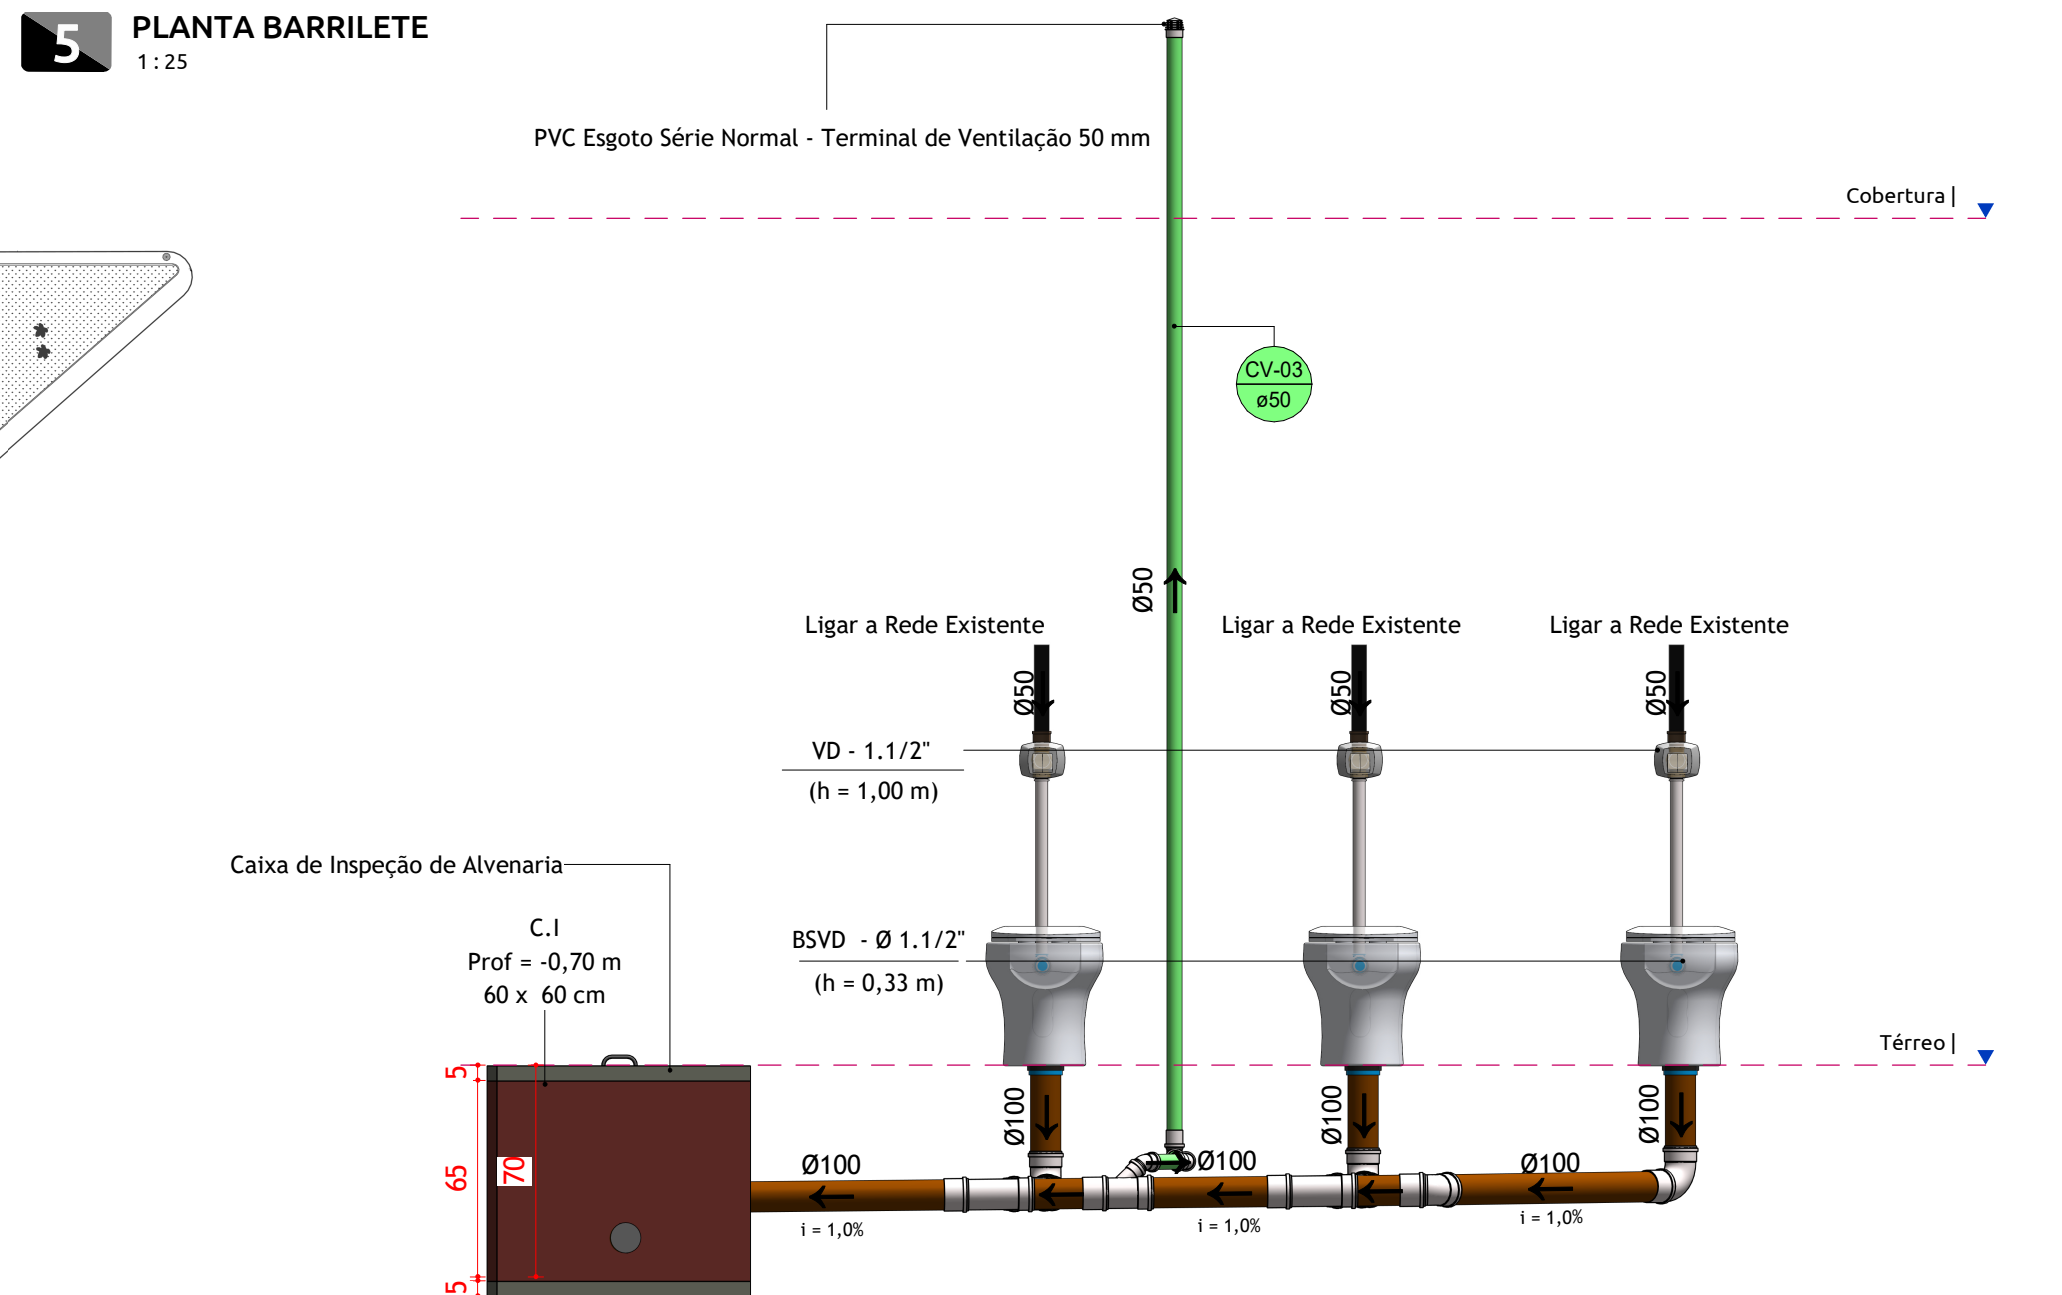 5
PLANTA BARRILETE
1 : 25
PVC Esgoto Série Normal - Terminal de Ventilação 50 mm
Cobertura |
CV-03
ø50
Ø50
Ligar a Rede Existente
Ligar a Rede Existente
Ligar a Rede Existente
Ø50
Ø50
Ø50
VD - 1.1/2"
(h = 1,00 m)
Caixa de Inspeção de Alvenaria
C.I
Prof = -0,70 m
60 x 60 cm
BSVD - Ø 1.1/2"
(h = 0,33 m)
Térreo |
5
65
70
5
Ø100
Ø100
Ø100
Ø100
Ø100
Ø100
i = 1,0%
i = 1,0%
i = 1,0%